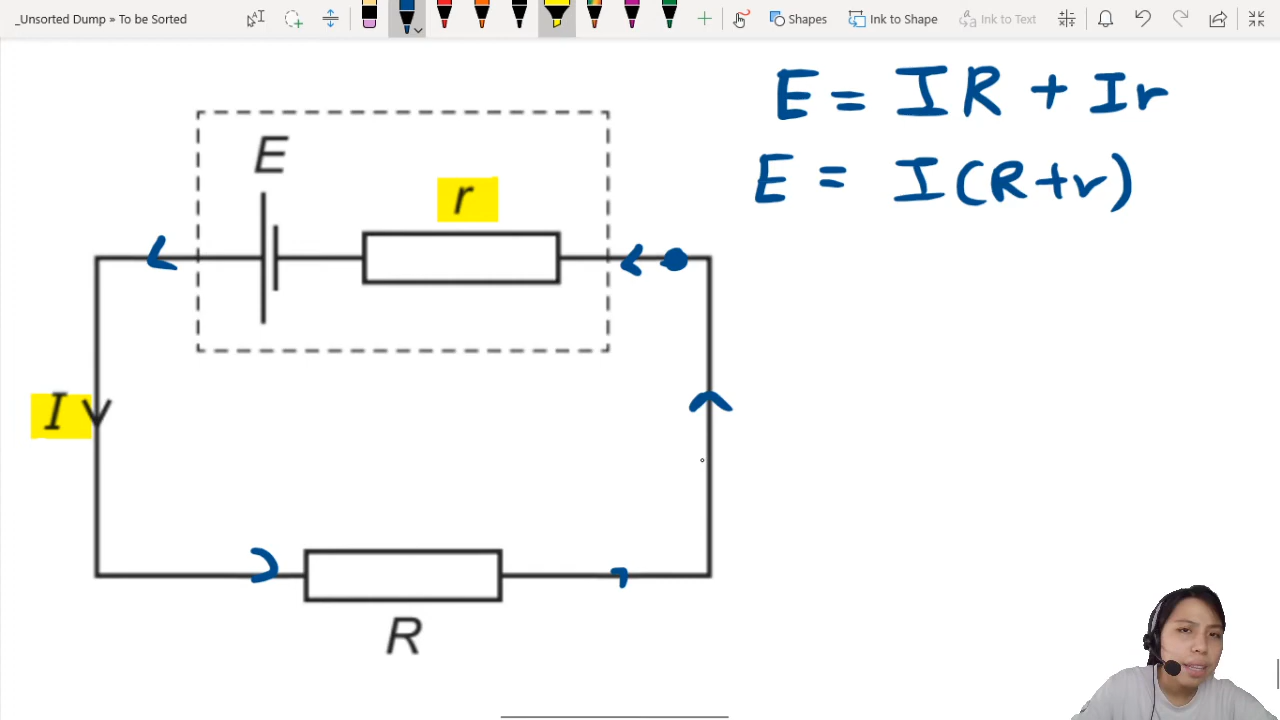 _Unsorted Dump » To be Sorted
Shapes
Ink to Shape
Ink to Text
E = IR + Ir
E = I(R+r)
E
r
I
R